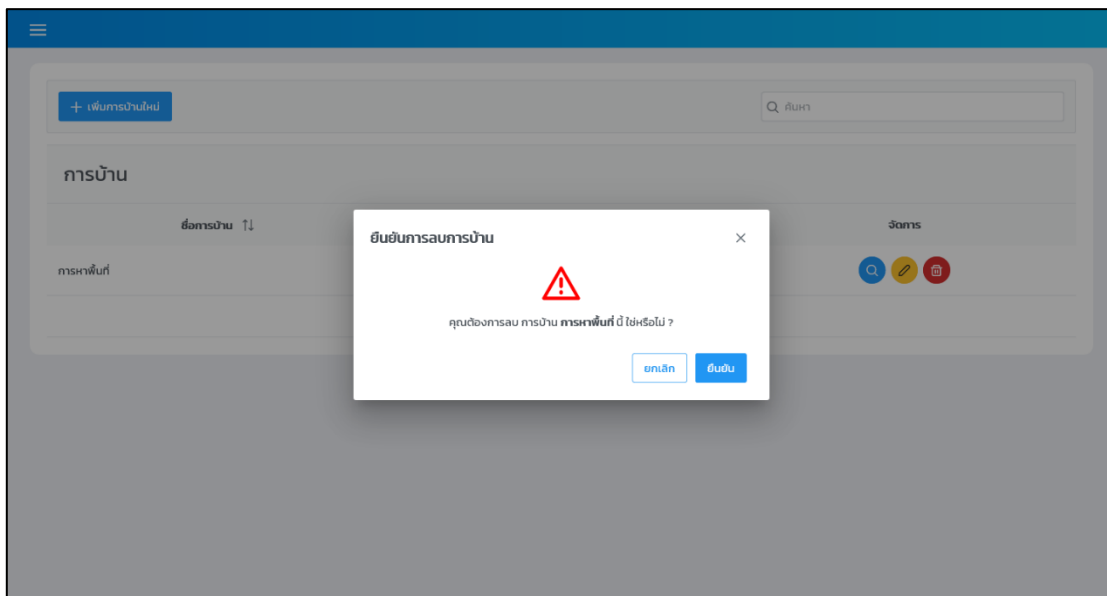 เพิ่มการบ้านใหม่
ค้นหา
การบ้าน
ชื่อการบ้าน
จัดการ
การหาพื้นที่
ยืนยันการลบการบ้าน
คุณต้องการลบ การบ้าน การหาพื้นที่ นี้ ใช่หรือไม่ ?
ยกเลิก
ยืนยัน